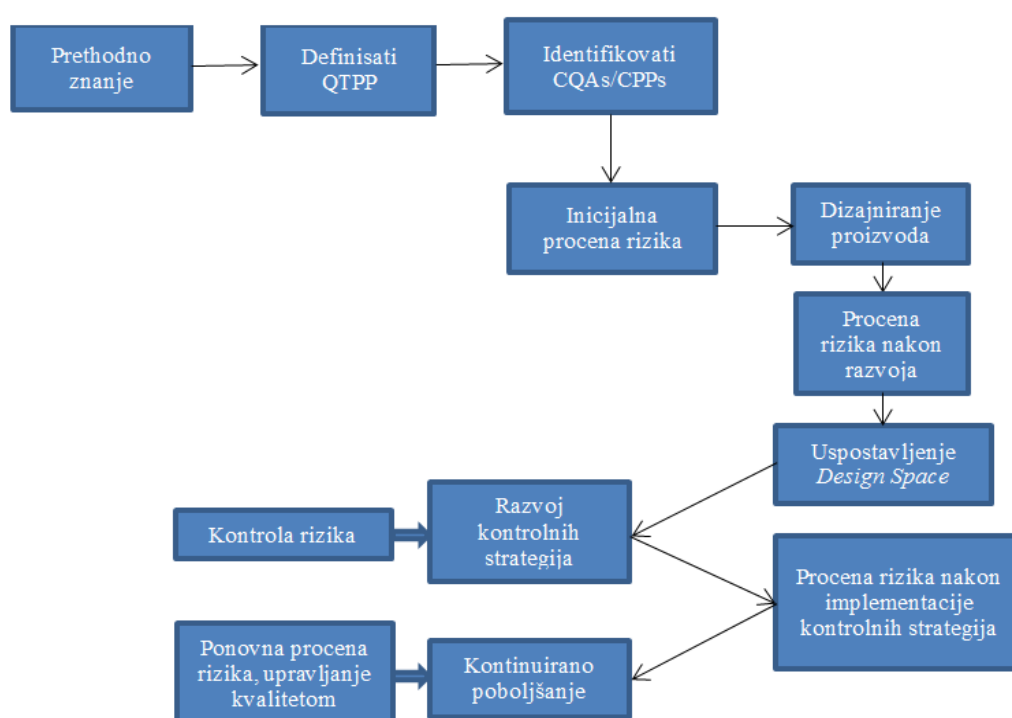 Prethodno
znanje
Definisati
QTPP
Identifikovati
CQAs/CPPs
Inicijalna
procena rizika
Dizajniranje
proizvoda
Procena
rizika nakon
razvoja
Uspostavljenje
Design Space
Kontrola rizika
Razvoj
kontrolnih
strategija
Procena rizika nakon
implementacije
kontrolnih strategija
Ponovna procena
rizika, upravljanje
kvalitetom
Kontinuirano
poboljšanje